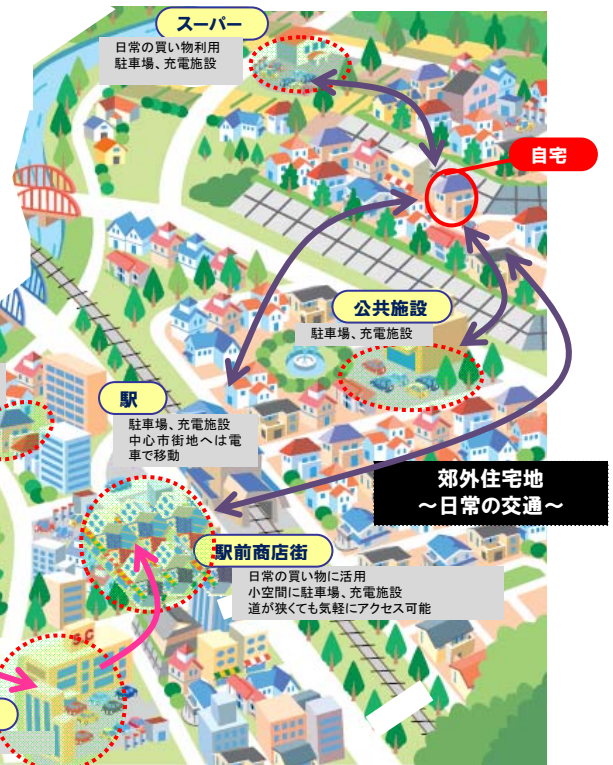 スーパー
日常の買い物利用
駐車場、充電施設
自宅
公共施設
駐車場、充電施設
駅
駐車場、充電施設
中心市街地へは電
車で移動
郊外住宅地
～日常の交通～
駅前商店街
日常の買い物に活用
小空間に駐車場、充電施設
道が狭くても気軽にアクセス可能
SC